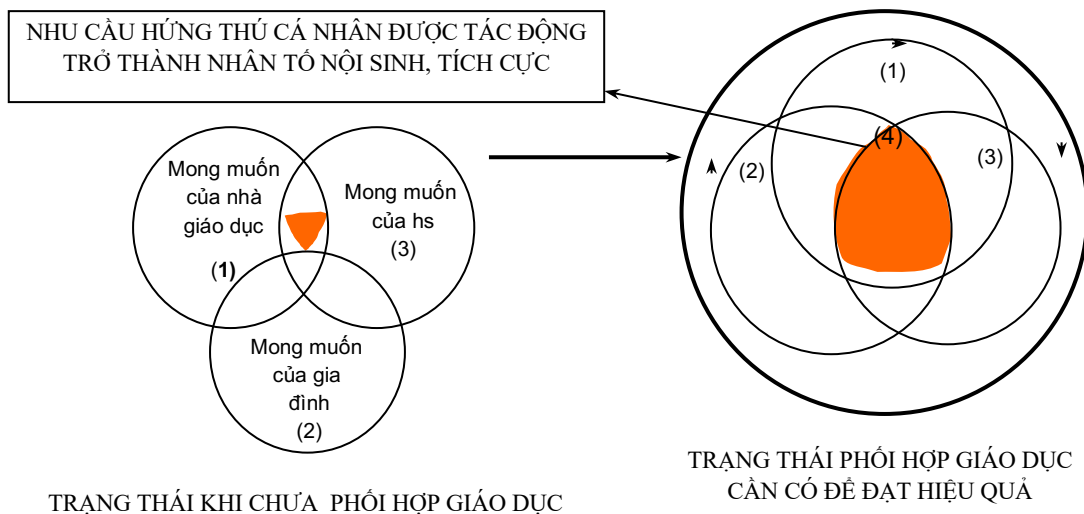 NHU CẦU HỨNG THÚ CÁ NHÂN ĐƯỢC TÁC ĐỘNG
TRỞ THÀNH NHÂN TỐ NỘI SINH, TÍCH CỰC
Mong muốn
của nhà
giáo dục
(1)
Mong muốn
của hs
(3)
Mong muốn
của gia
đình
(2)
TRẠNG THÁI KHI CHƯA PHỐI HỢP GIÁO DỤC
(1)
(4)
(2)
(3)
TRẠNG THÁI PHỐI HỢP GIÁO DỤC
CẦN CÓ ĐỂ ĐẠT HIỆU QUẢ